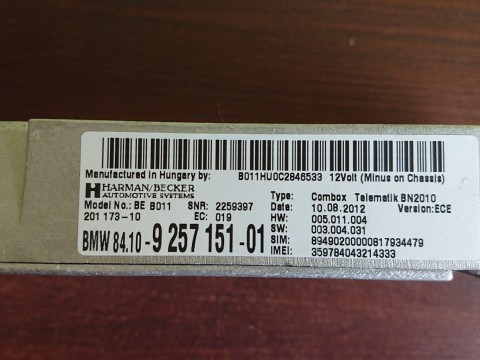 Manufactured in Hungary by: B011HU0C2846533 12Volt (Minus on Chassis)
HARMAN/BECKER
AUTOMOTIVE SYSTEMS
Model No.: BE B011 SNR: 2259397
201 173-10 EC: 019
BMW 84.10-9 257 151-01
Type: Combox Telematik BN2010
Date: 10.08.2012 Version:ECE
HW: 005.011.004
SW: 003.004.031
SIM: 89490200000817934479
IMEI: 359784043214333